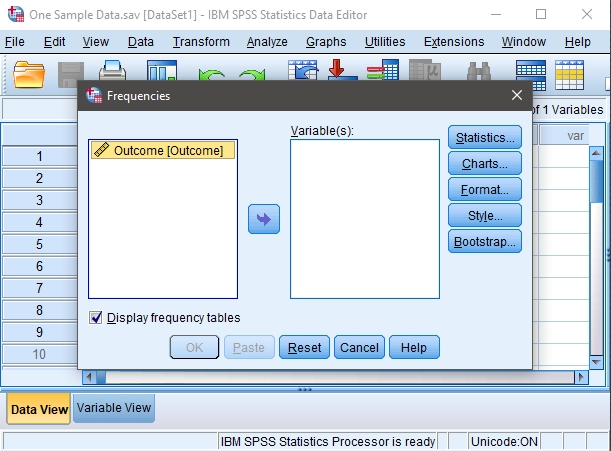 One Sample Data.sav [DataSet1] - IBM SPSS Statistics Data Editor
File Edit View Data Transform Analyze Graphs Utilities Extensions Window Help
Frequencies
of 1 Variables
Variable(s):
Outcome [Outcome]
Statistics...
Charts...
Format...
Style...
Bootstrap...
var
1
2
3
4
5
6
7
8
9
10
Display frequency tables
OK Paste Reset Cancel Help
Data View Variable View
IBM SPSS Statistics Processor is ready Unicode:ON